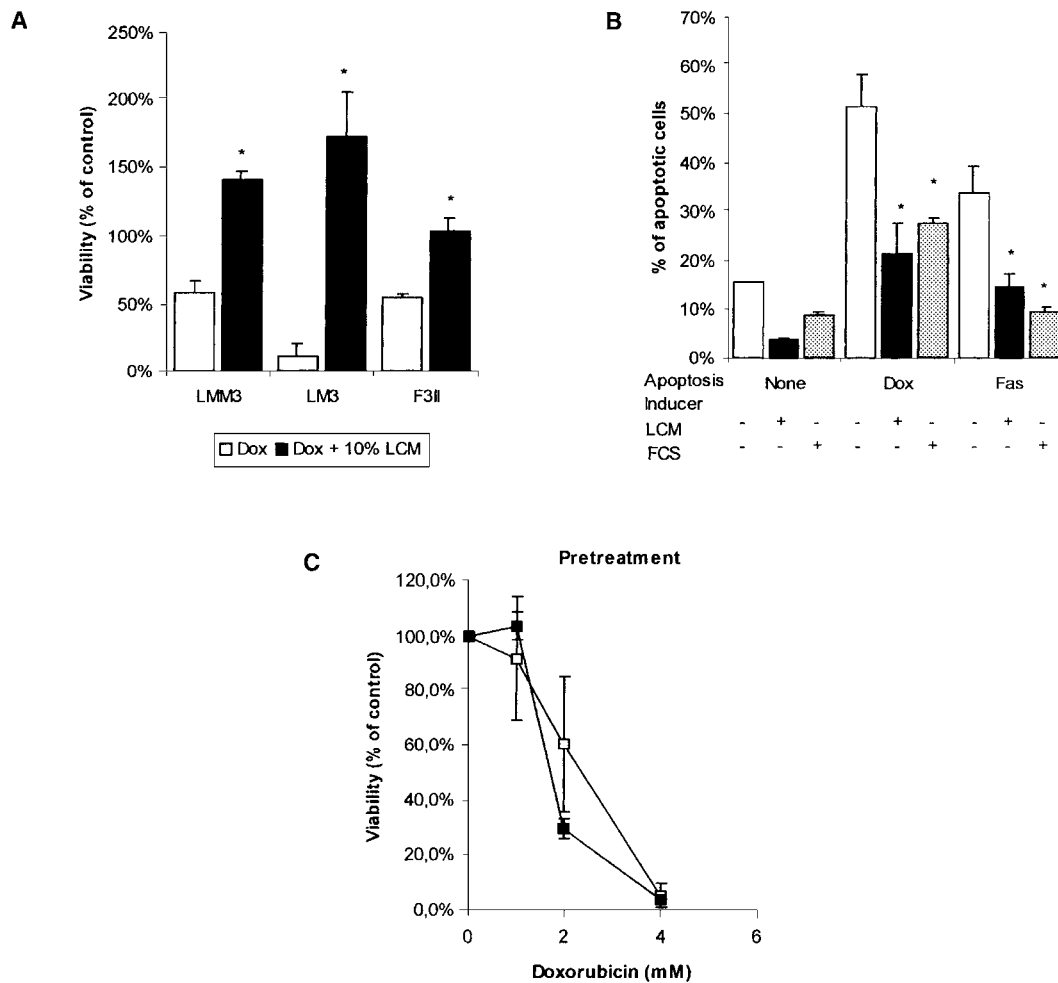 A
250%
200%
150%
100%
50%
0%
Viability (% of control)
*
*
*
LMM3 LM3 F3II
Dox Dox + 10% LCM
B
70%
60%
50%
40%
30%
20%
10%
0%
% of apoptotic cells
*
*
*
*
Apoptosis Inducer None Dox Fas
LCM - + - - + - - + -
FCS - - + - - + - - +
C
Pretreatment
120,0%
100,0%
80,0%
60,0%
40,0%
20,0%
0,0%
Viability (% of control)
0 2 4 6
Doxorubicin (mM)